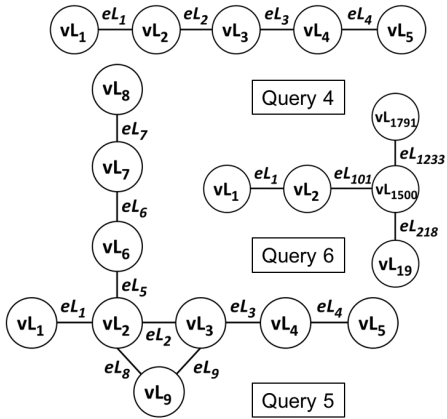 eL1 eL2 eL3 eL4
vL1 vL2 vL3 vL4 vL5
vL8
Query 4
eL7
vL1791
vL7
eL1233
eL1 eL101
vL1 vL2 vL1500
eL6
eL218
vL6
Query 6
vL19
eL5
eL1 eL3 eL4
vL1 vL2 vL3 vL4 vL5
eL2
eL8 eL9
vL9
Query 5